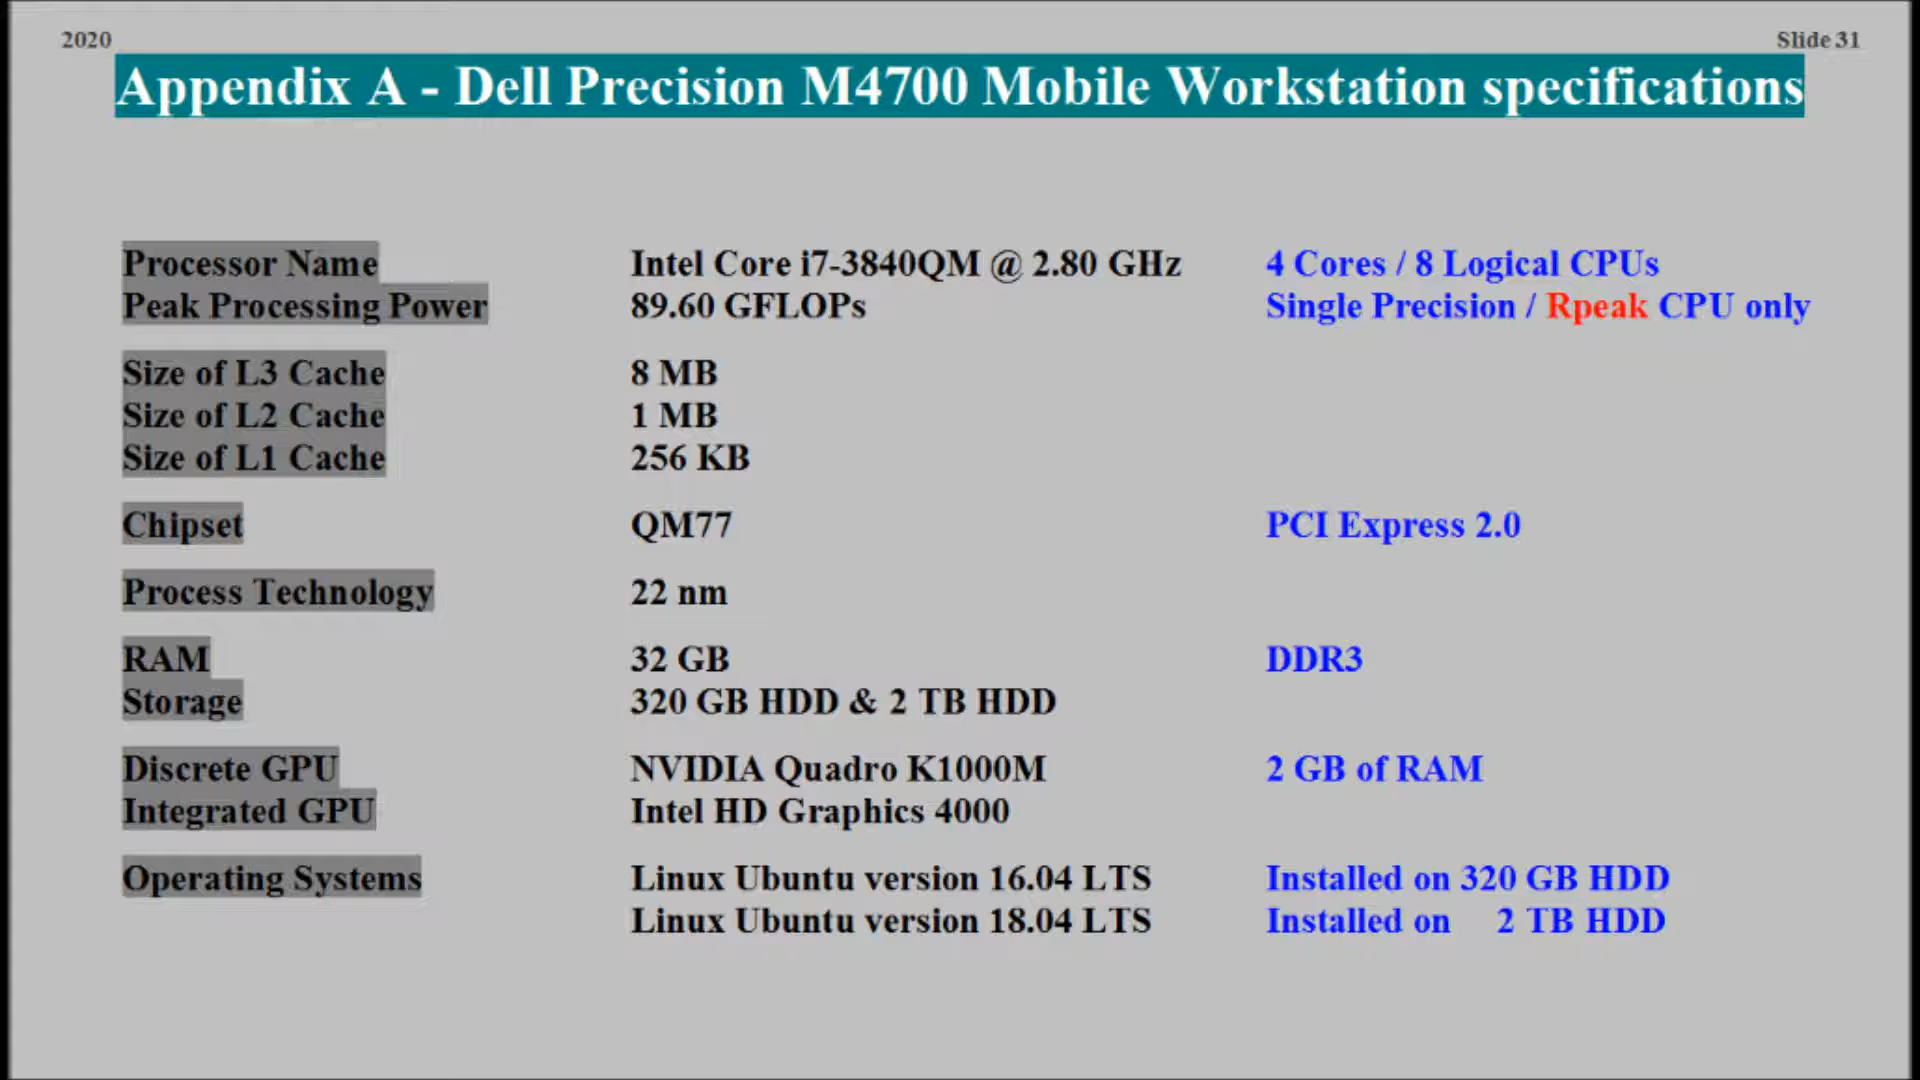 2020 Slide 31
Appendix A - Dell Precision M4700 Mobile Workstation specifications
Processor Name Intel Core i7-3840QM @ 2.80 GHz 4 Cores / 8 Logical CPUs
Peak Processing Power 89.60 GFLOPs Single Precision / Rpeak CPU only
Size of L3 Cache 8 MB
Size of L2 Cache 1 MB
Size of L1 Cache 256 KB
Chipset QM77 PCI Express 2.0
Process Technology 22 nm
RAM 32 GB DDR3
Storage 320 GB HDD & 2 TB HDD
Discrete GPU NVIDIA Quadro K1000M 2 GB of RAM
Integrated GPU Intel HD Graphics 4000
Operating Systems Linux Ubuntu version 16.04 LTS Installed on 320 GB HDD
Linux Ubuntu version 18.04 LTS Installed on 2 TB HDD